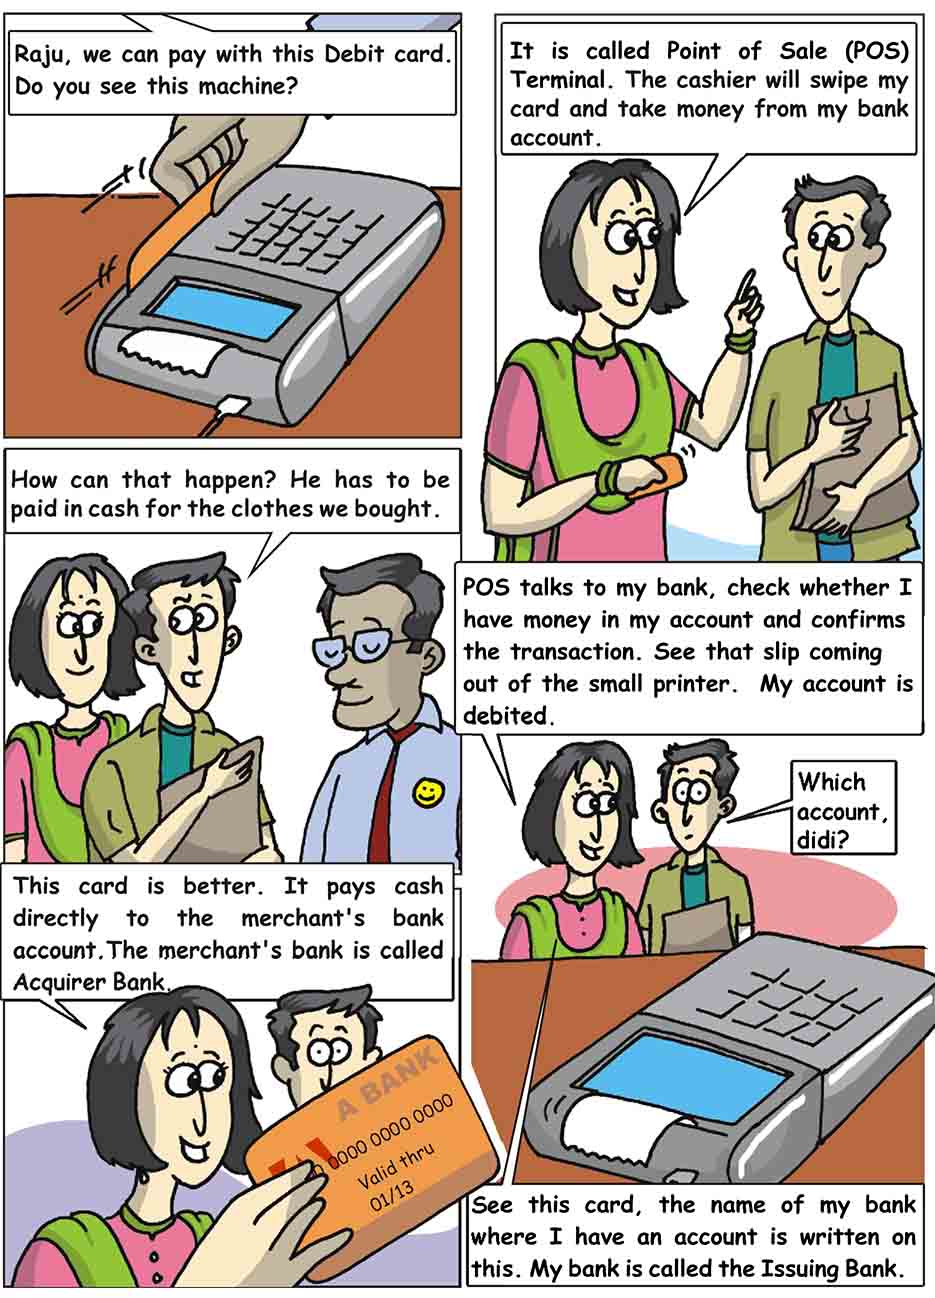 Raju, we can pay with this Debit card.
Do you see this machine?
It is called Point of Sale (POS)
Terminal. The cashier will swipe my
card and take money from my bank
account.
How can that happen? He has to be
paid in cash for the clothes we bought.
POS talks to my bank, check whether I
have money in my account and confirms
the transaction. See that slip coming
out of the small printer. My account is
debited.
Which
account,
didi?
See this card, the name of my bank
where I have an account is written on
this. My bank is called the Issuing Bank.
This card is better. It pays cash
directly to the merchant's bank
account.The merchant's bank is called
Acquirer Bank.
A BANK
0000 0000 0000
Valid thru
01/13